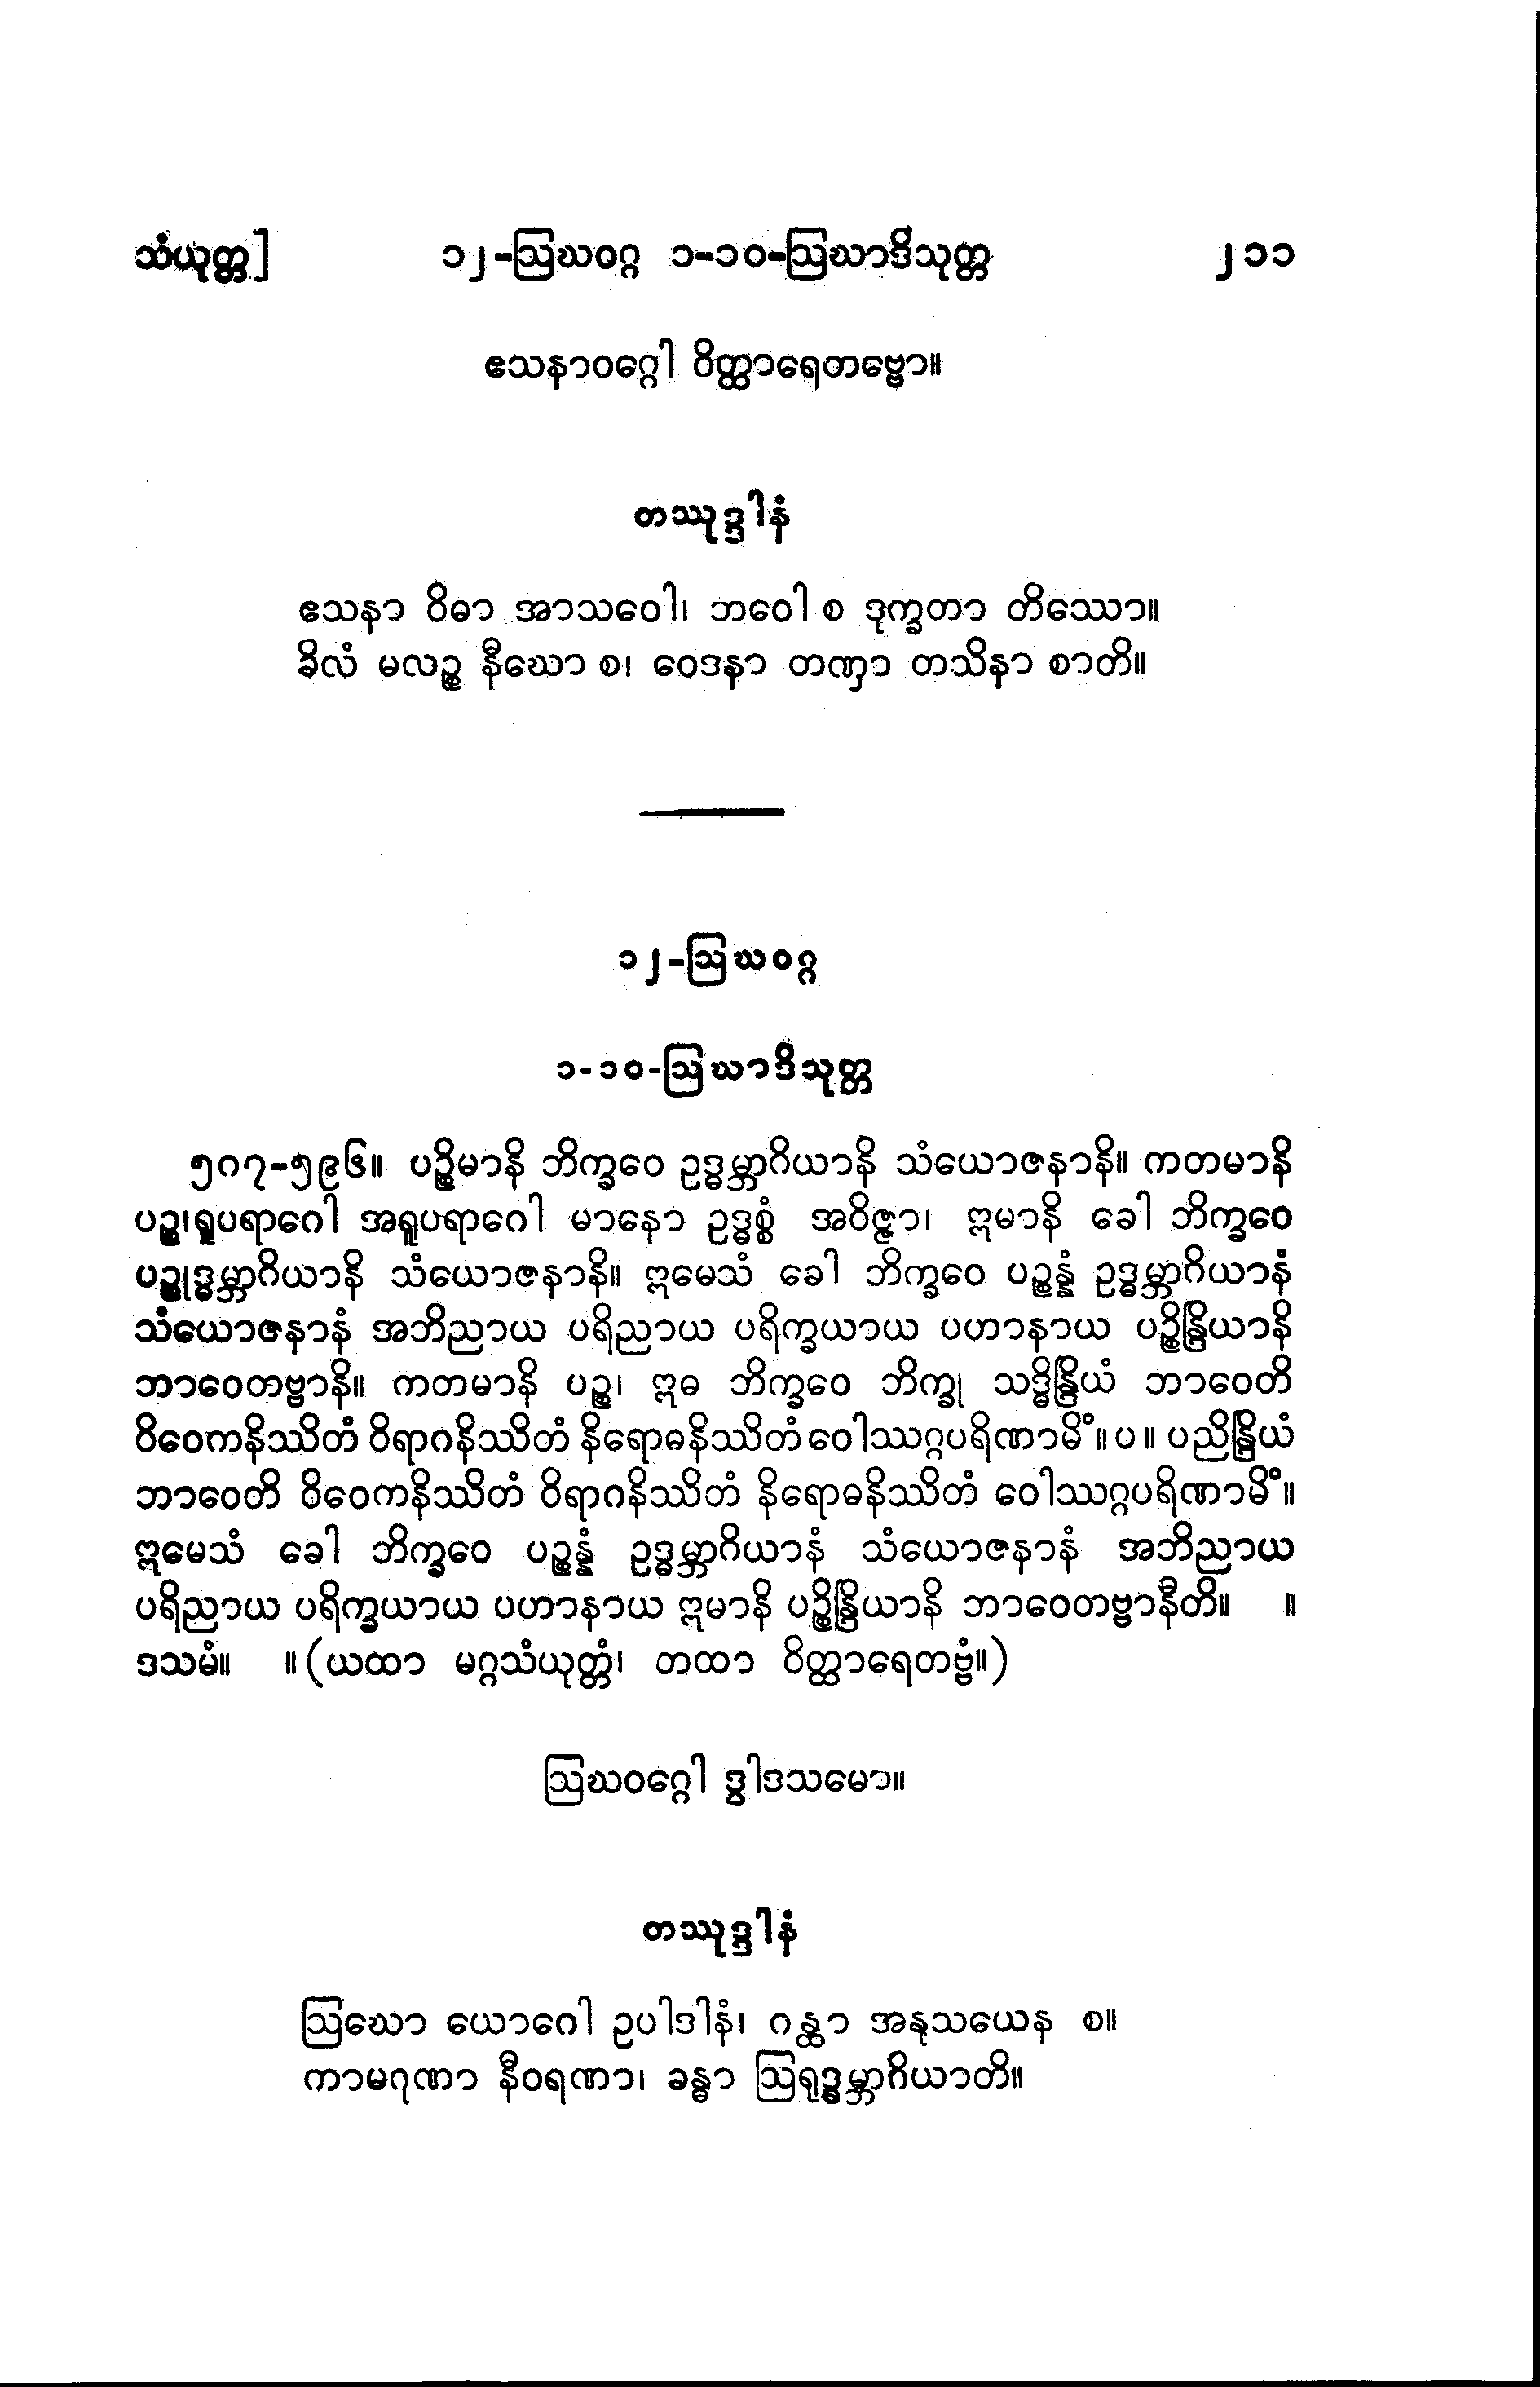 သံယုတ္တ] ၁၂-ဩဃဝဂ္ဂ ၁-၁၀-ဩဃာဒိသုတ္တ ၂၁၁
ဧသနာဝဂ္ဂေါ ဝိတ္ထာရေတဗ္ဗော။
တဿုဒ္ဒါနံ
ဧသနာ ဝိဓာ အာသဝေါ၊ ဘဝေါ စ ဒုက္ခတာ တိဿော။
ခိလံ မလဉ္စ နီဃော စ၊ ဝေဒနာ တဏှာ တသိနာ စာတိ။
၁၂-ဩဃဝဂ္ဂ
၁-၁၀-ဩဃာဒိသုတ္တ
၅၈၇-၅၉၆။ ပဉ္စိမာနိ ဘိက္ခဝေ ဥဒ္ဓမ္ဘာဂိယာနိ သံယောဇနာနိ။ ကတမာနိ
ပဉ္စ၊ ရူပရာဂေါ အရူပရာဂေါ မာနော ဥဒ္ဓစ္စံ အဝိဇ္ဇာ၊ ဣမာနိ ခေါ ဘိက္ခဝေ
ပဉ္စုဒ္ဓမ္ဘာဂိယာနိ သံယောဇနာနိ။ ဣမေသံ ခေါ ဘိက္ခဝေ ပဉ္စန္နံ ဥဒ္ဓမ္ဘာဂိယာနံ
သံယောဇနာနံ အဘိညာယ ပရိညာယ ပရိက္ခယာယ ပဟာနာယ ပဉ္စိန္ဒြိယာနိ
ဘာဝေတဗ္ဗာနိ။ ကတမာနိ ပဉ္စ၊ ဣဓ ဘိက္ခဝေ ဘိက္ခု သဒ္ဓိန္ဒြိယံ ဘာဝေတိ
ဝိဝေကနိဿိတံ ဝိရာဂနိဿိတံ နိရောဓနိဿိတံ ဝေါဿဂ္ဂပရိဏာမိံ ။ ပ ။ ပညိန္ဒြိယံ
ဘာဝေတိ ဝိဝေကနိဿိတံ ဝိရာဂနိဿိတံ နိရောဓနိဿိတံ ဝေါဿဂ္ဂပရိဏာမိံ ။
ဣမေသံ ခေါ ဘိက္ခဝေ ပဉ္စန္နံ ဥဒ္ဓမ္ဘာဂိယာနံ သံယောဇနာနံ အဘိညာယ
ပရိညာယ ပရိက္ခယာယ ပဟာနာယ ဣမာနိ ပဉ္စိန္ဒြိယာနိ ဘာဝေတဗ္ဗာနီတိ။ ။
ဒသမံ။ ။ (ယထာ မဂ္ဂသံယုတ္တံ၊ တထာ ဝိတ္ထာရေတဗ္ဗံ။)
ဩဃဝဂ္ဂေါ ဒွါဒသမော။
တဿုဒ္ဒါနံ
ဩဃော ယောဂေါ ဥပါဒါနံ၊ ဂန္ထာ အနုသယေန စ။
ကာမဂုဏာ နီဝရဏာ၊ ခန္ဓာ ဩရုဒ္ဓမ္ဘာဂိယာတိ။